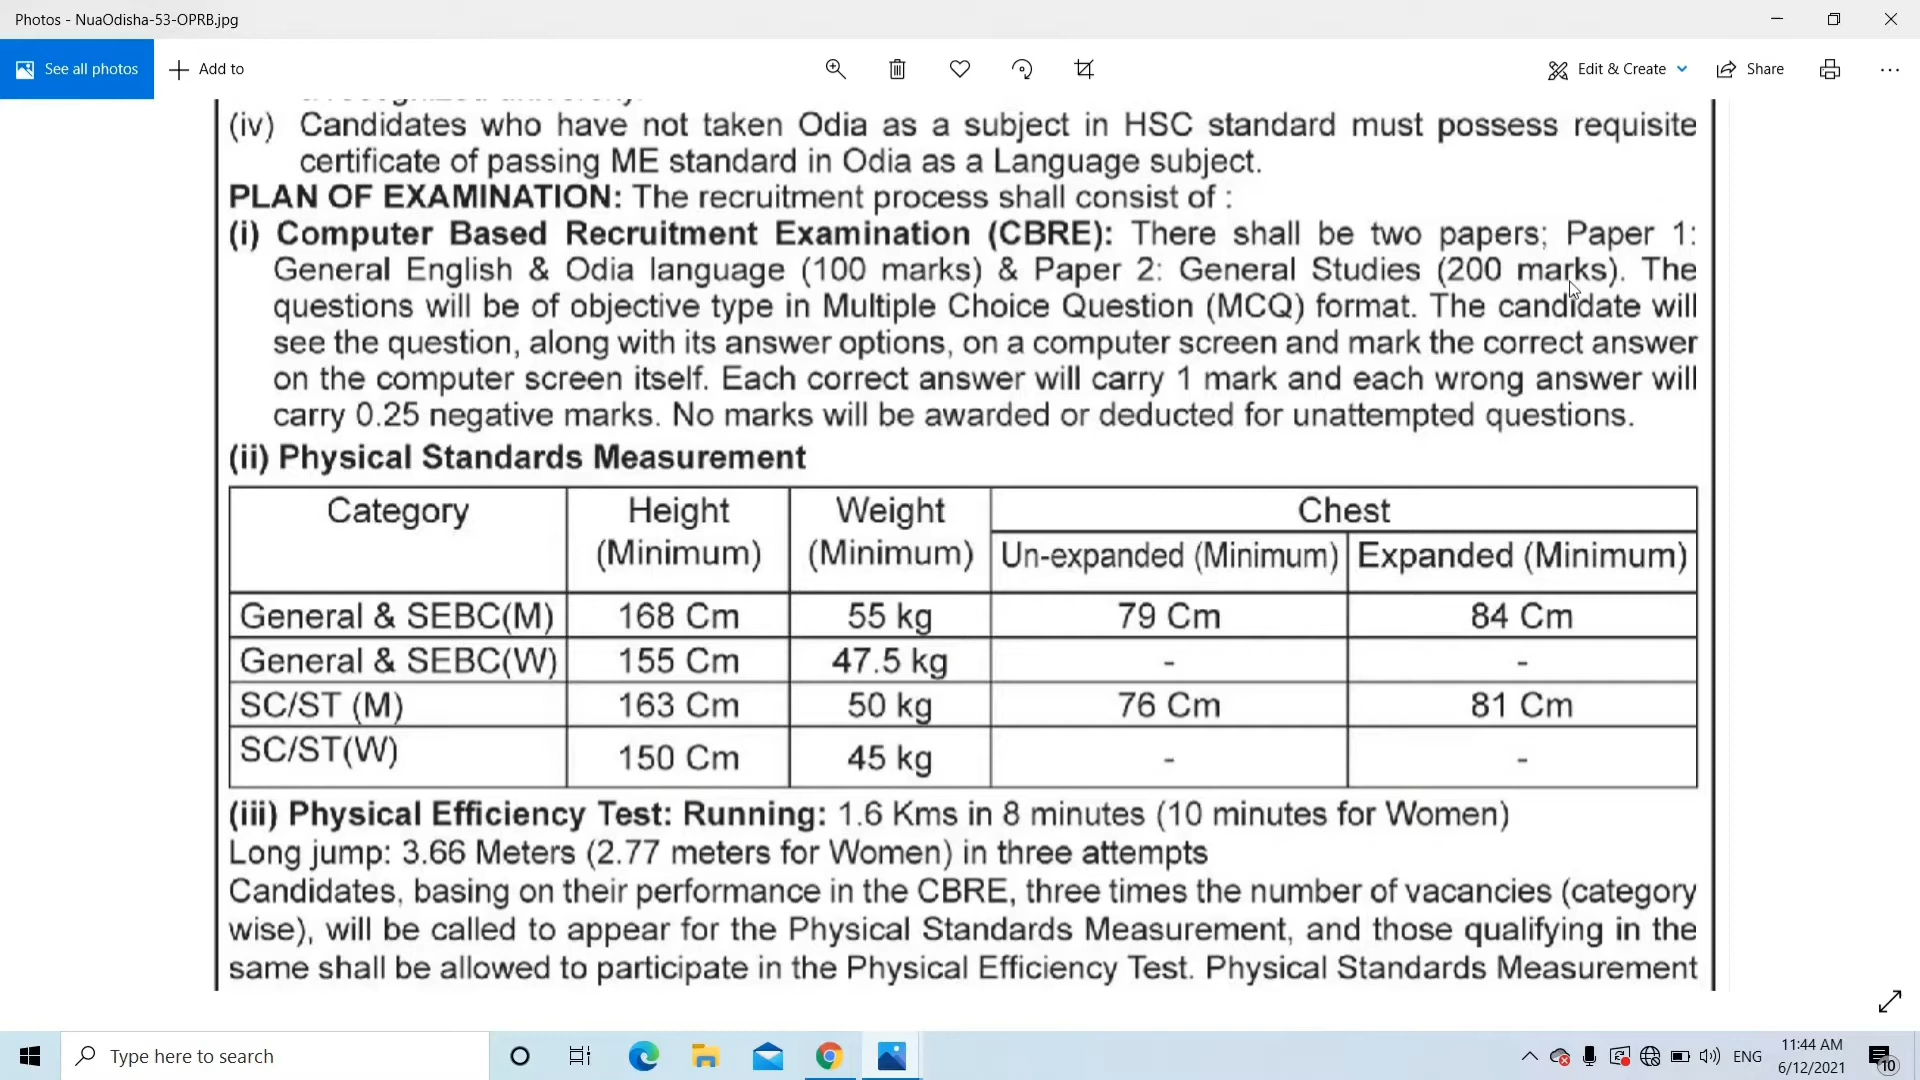 Photos - NuaOdisha-53-OPRB.jpg
See all photos
Add to
Edit & Create
Share
(iv) Candidates who have not taken Odia as a subject in HSC standard must possess requisite
certificate of passing ME standard in Odia as a Language subject.
PLAN OF EXAMINATION: The recruitment process shall consist of :
(i) Computer Based Recruitment Examination (CBRE): There shall be two papers; Paper 1:
General English & Odia language (100 marks) & Paper 2: General Studies (200 marks). The
questions will be of objective type in Multiple Choice Question (MCQ) format. The candidate will
see the question, along with its answer options, on a computer screen and mark the correct answer
on the computer screen itself. Each correct answer will carry 1 mark and each wrong answer will
carry 0.25 negative marks. No marks will be awarded or deducted for unattempted questions.
(ii) Physical Standards Measurement
Category Height Weight Chest
(Minimum) (Minimum) Un-expanded (Minimum) Expanded (Minimum)
General & SEBC(M) 168 Cm 55 kg 79 Cm 84 Cm
General & SEBC(W) 155 Cm 47.5 kg - -
SC/ST (M) 163 Cm 50 kg 76 Cm 81 Cm
SC/ST(W) 150 Cm 45 kg - -
(iii) Physical Efficiency Test: Running: 1.6 Kms in 8 minutes (10 minutes for Women)
Long jump: 3.66 Meters (2.77 meters for Women) in three attempts
Candidates, basing on their performance in the CBRE, three times the number of vacancies (category
wise), will be called to appear for the Physical Standards Measurement, and those qualifying in the
same shall be allowed to participate in the Physical Efficiency Test. Physical Standards Measurement
Type here to search
ENG
11:44 AM
6/12/2021
10